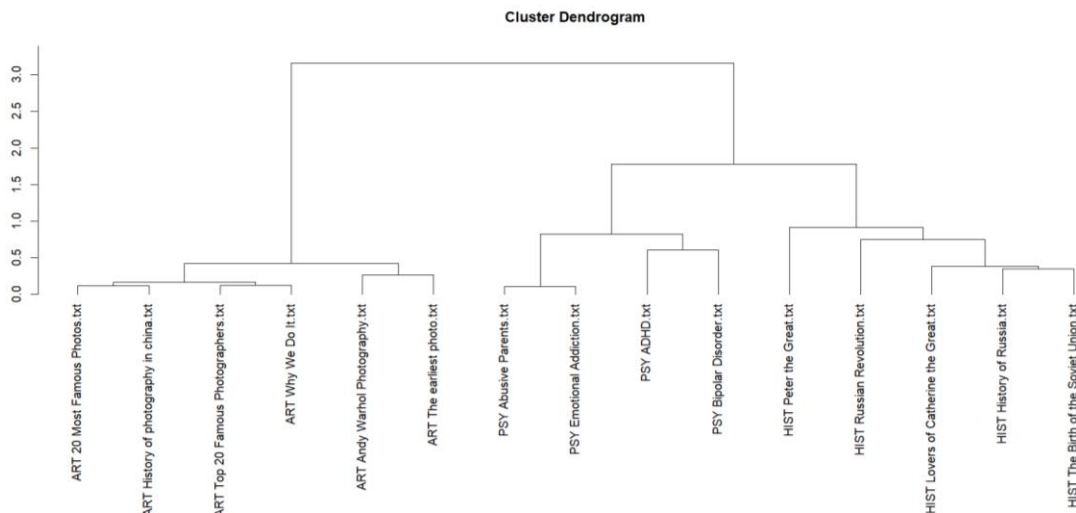 Cluster Dendrogram
3.0
2.5
2.0
1.5
1.0
0.5
0.0
ART 20 Most Famous Photos.txt
ART History of photography in china.txt
ART Top 20 Famous Photographers.txt
ART Why We Do It.txt
ART Andy Warhol Photography.txt
ART The earliest photo.txt
PSY Abusive Parents.txt
PSY Emotional Addiction.txt
PSY ADHD.txt
PSY Bipolar Disorder.txt
HIST Peter the Great.txt
HIST Russian Revolution.txt
HIST Lovers of Catherine the Great.txt
HIST History of Russia.txt
HIST The Birth of the Soviet Union.txt